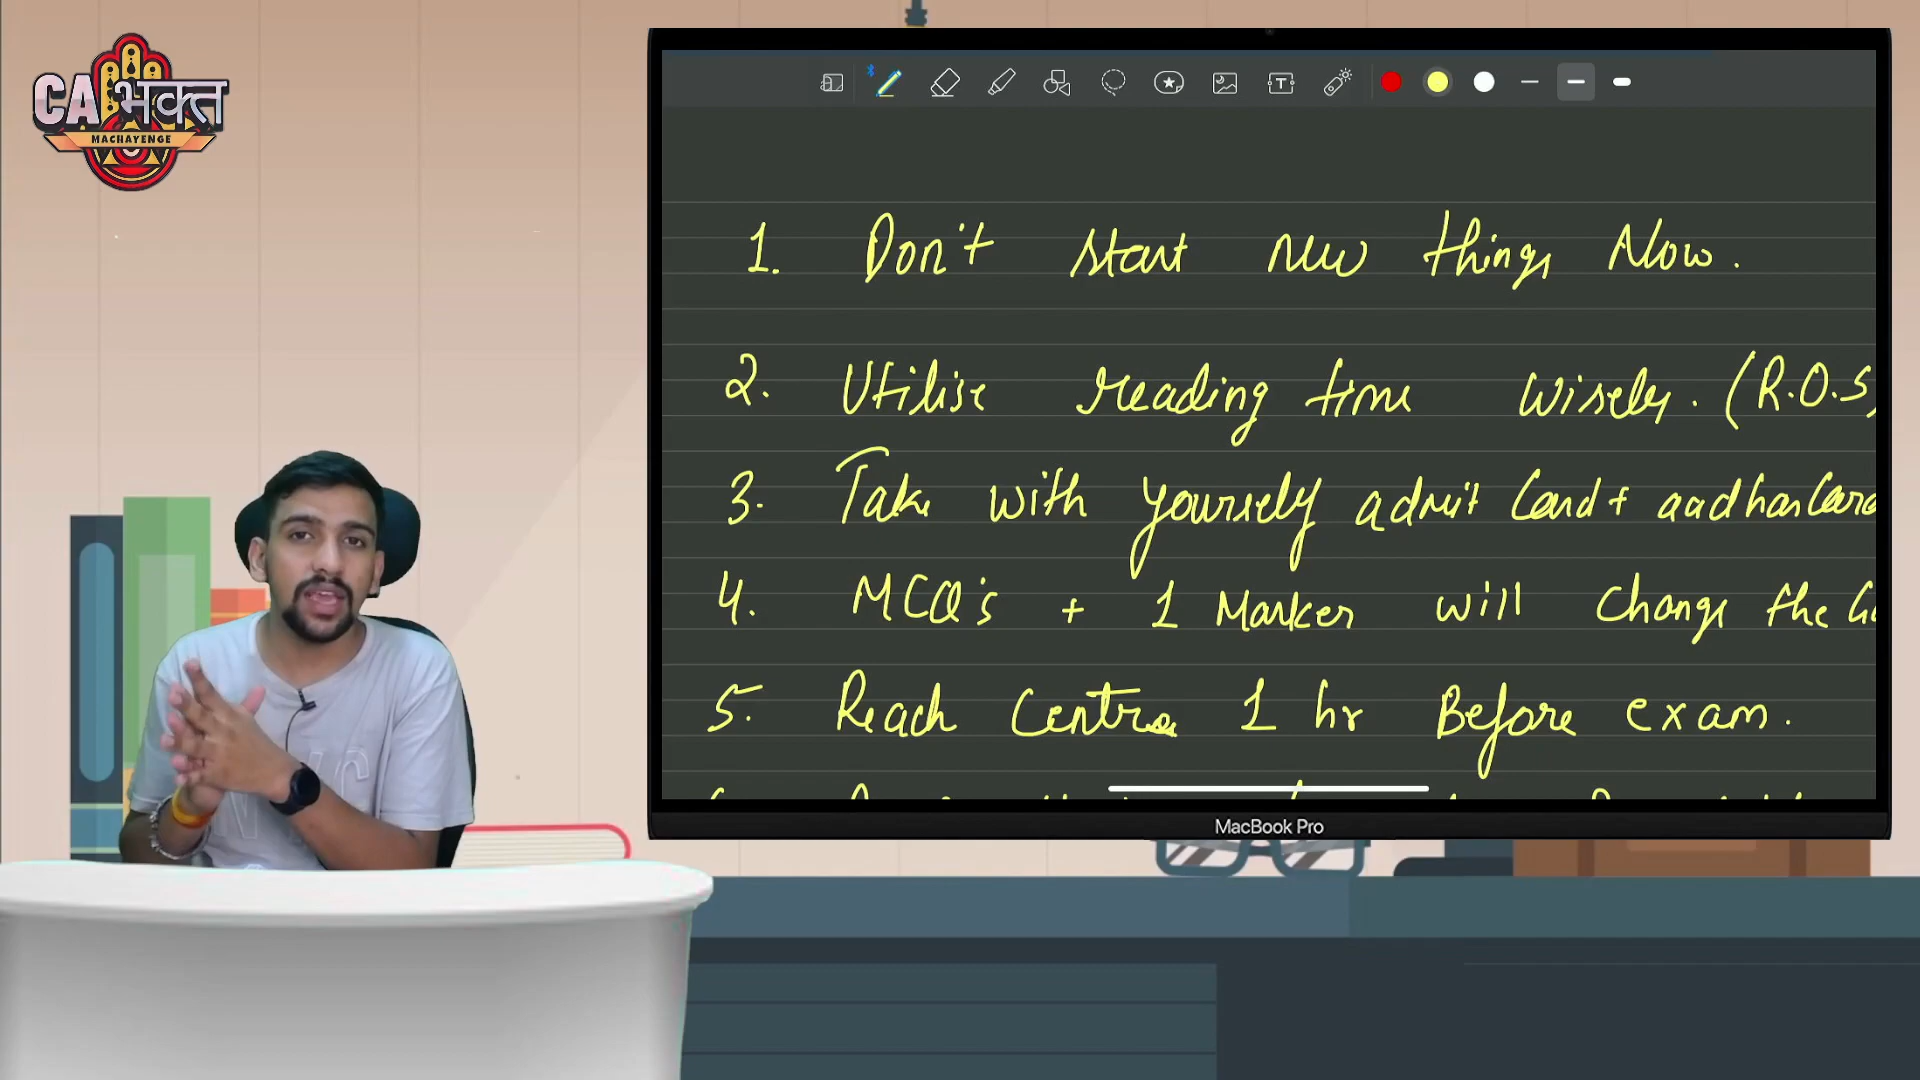 CA भक्त
MACHAYENGE
T
1. Don't start new things Now.
2. Utilise reading time wisely. (R.O.S)
3. Take with yourself admit Card + aadhar Card
4. MCQ's + 1 Marker will change the
5. Reach Centre 1 hr Before exam.
MacBook Pro